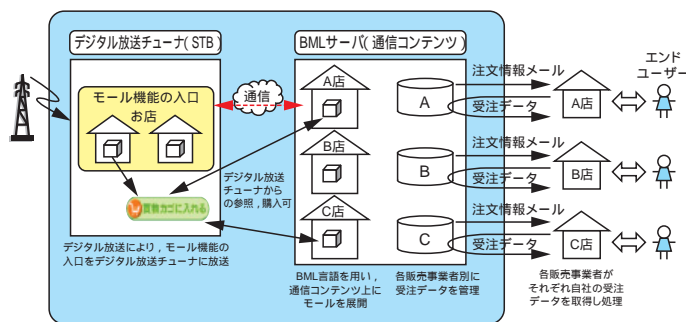 デジタル放送チューナ(STB)
モール機能の入口
お店
買物カゴに入れる
デジタル放送により，モール機能の
入口をデジタル放送チューナに放送
通信
デジタル放送
チューナから
の参照，購入可
BMLサーバ(通信コンテンツ)
A店
B店
C店
A
B
C
BML言語を用い，
通信コンテンツ上に
モールを展開
各販売事業者別に
受注データを管理
注文情報メール
受注データ
A店
注文情報メール
受注データ
B店
注文情報メール
受注データ
C店
エンド
ユーザー
各販売事業者が
それぞれ自社の受注
データを取得し処理